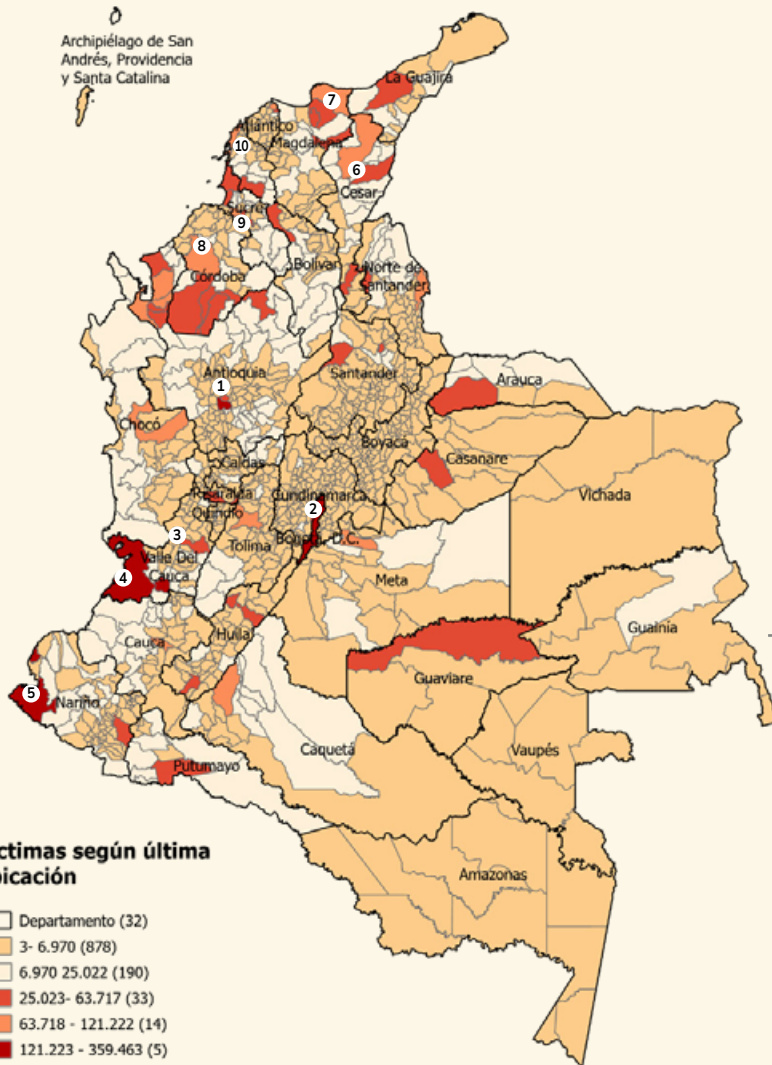 Archipiélago de San
Andrés, Providencia
y Santa Catalina
La Guajira
7
Atlántico
10
Magdalena
6
Cesar
Sucre
9
8
Bolívar
Norte de
Santander
Córdoba
Antioquia
1
Santander
Arauca
Chocó
Boyacá
Caldas
Casanare
Risaralda
Cundinamarca
Vichada
Quindío
2
3
Bogotá, D.C.
Tolima
Valle Del
Cauca
4
Meta
Guainía
Cauca
Huila
Guaviare
5
Nariño
Caquetá
Vaupés
Putumayo
Amazonas
ctimas según última
bicación
Departamento (32)
3- 6.970 (878)
6.970 25.022 (190)
25.023- 63.717 (33)
63.718 - 121.222 (14)
121.223 - 359.463 (5)